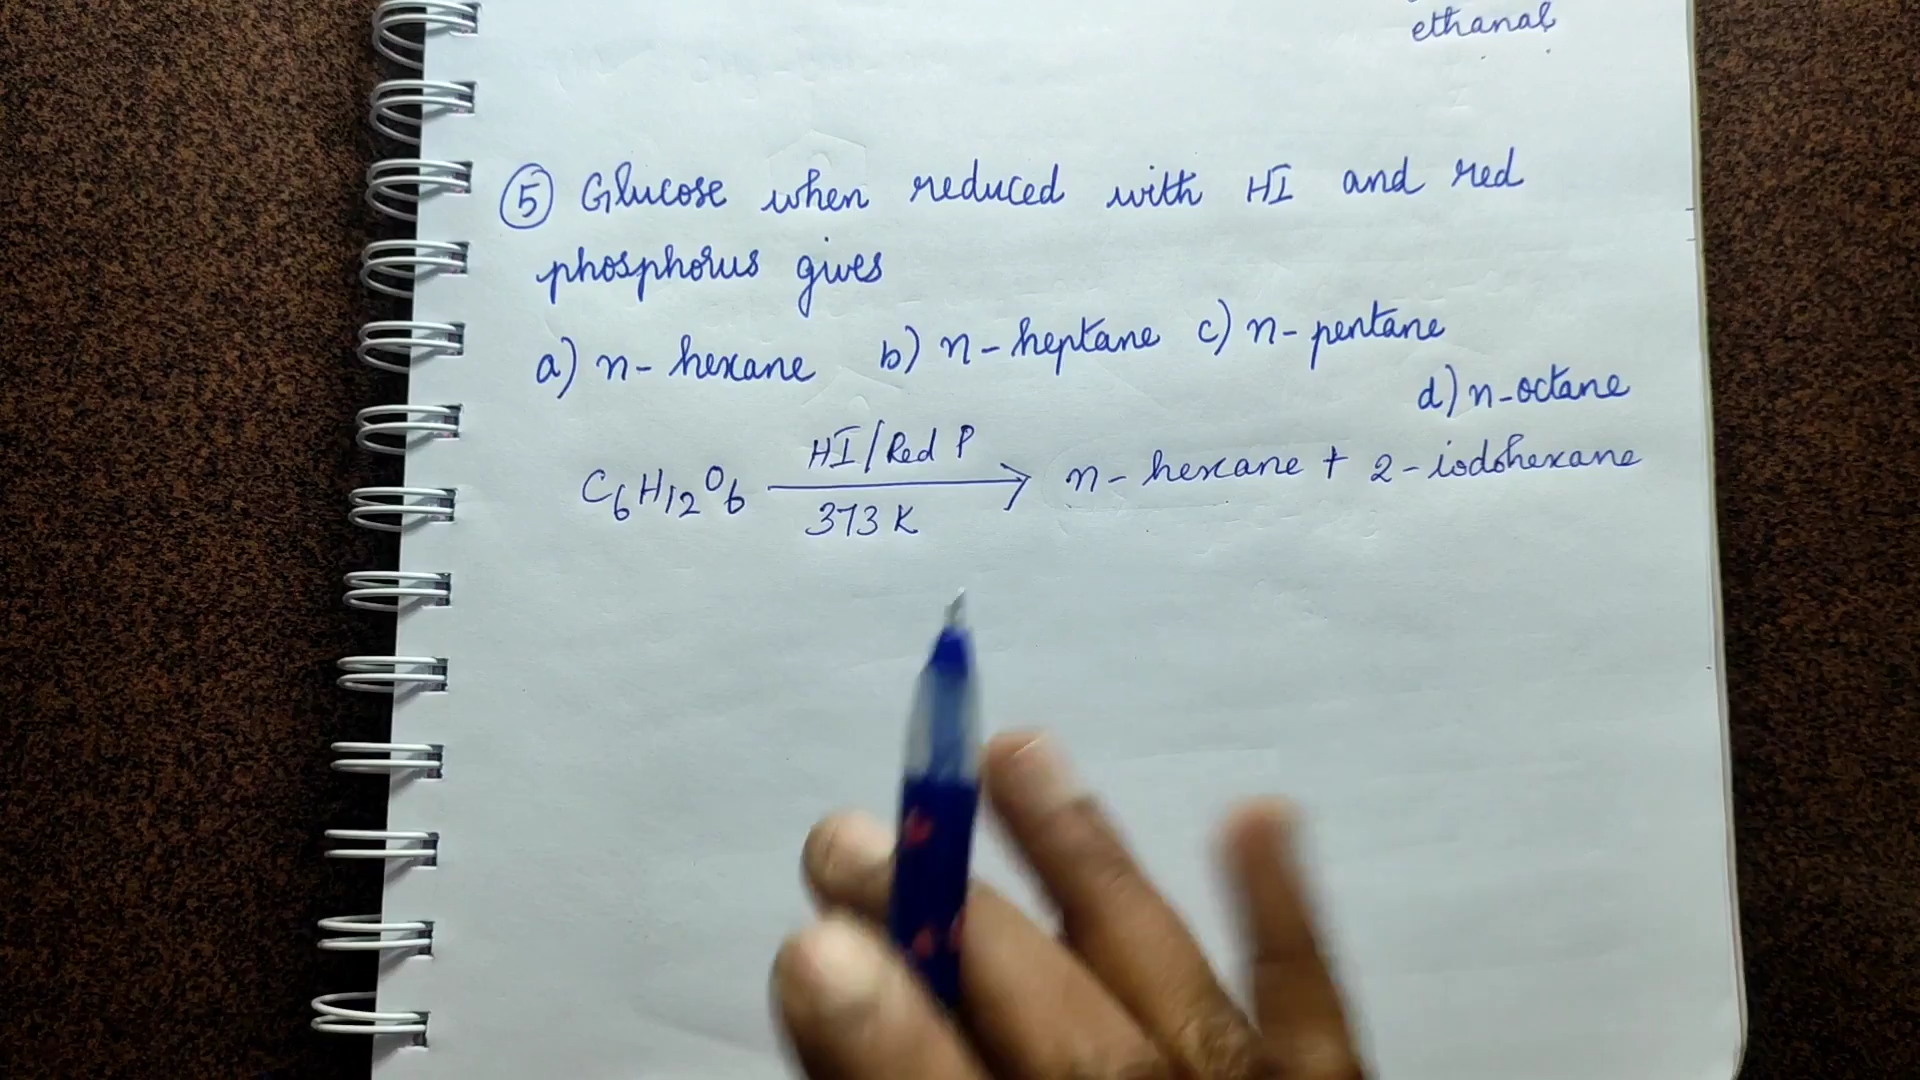 ethanal
⑤ Glucose when reduced with HI and red
phosphorus gives
a) n-hexane b) n-heptane c) n-pentane
d) n-octane
C₆H₁₂O₆ HI/Red P 373 K → n-hexane + 2-iodohexane